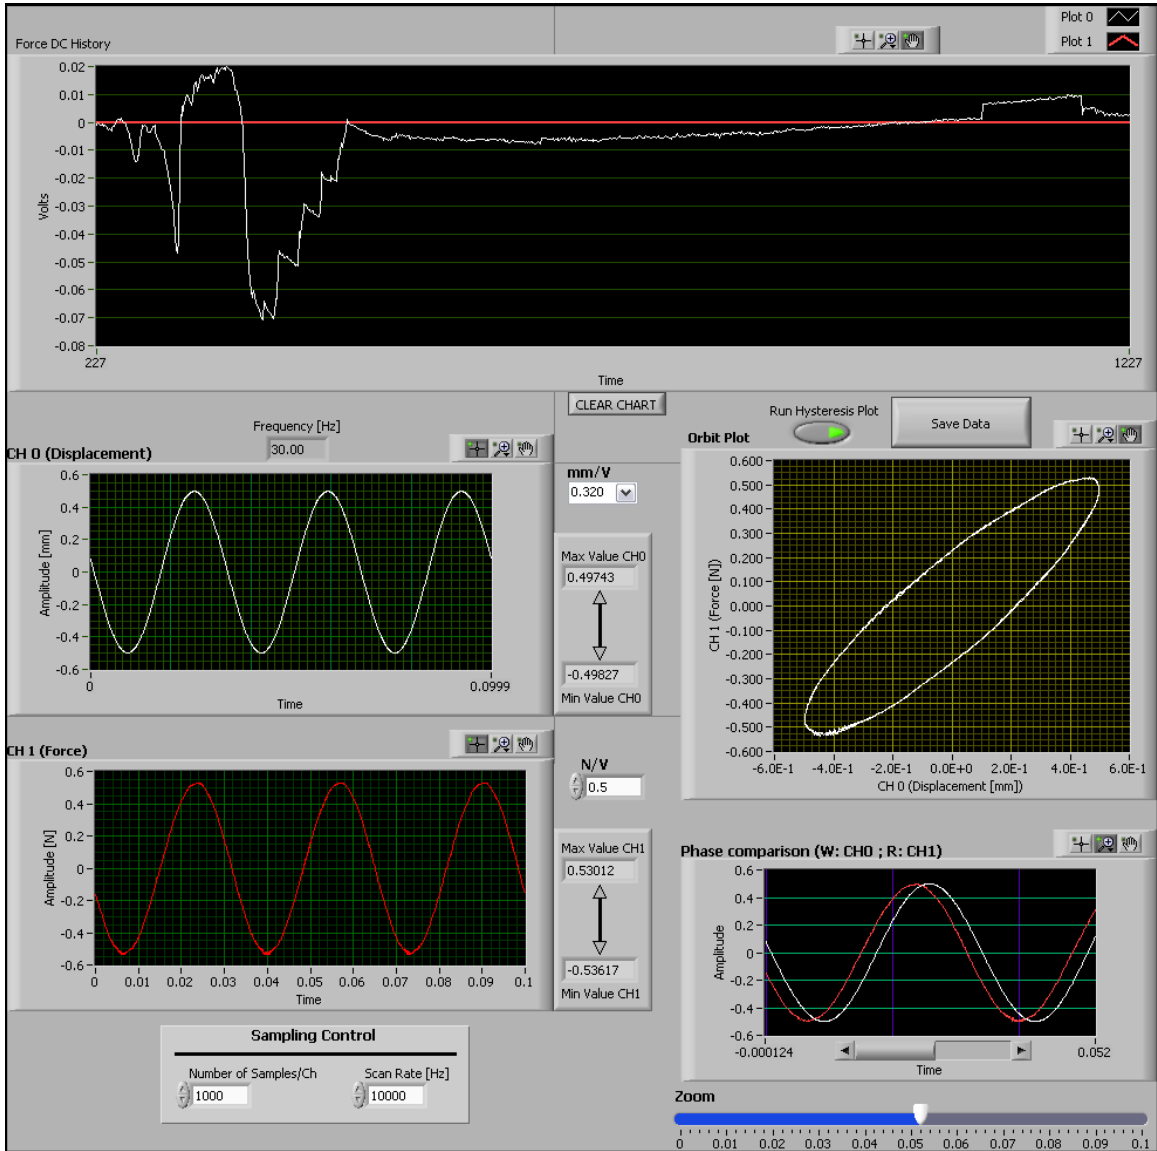 Plot 0
Force DC History
Plot 1
0.02
0.01
0
-0.01
-0.02
-0.03
-0.04
-0.05
-0.06
-0.07
-0.08
Volts
227
1227
Time
CLEAR CHART
Run Hysteresis Plot
Save Data
Frequency [Hz]
30.00
CH 0 (Displacement)
0.6
0.4
0.2
0
-0.2
-0.4
-0.6
Amplitude [mm]
0
0.0999
Time
mm/V
0.320
Max Value CH0
0.49743
-0.49827
Min Value CH0
Orbit Plot
0.600
0.500
0.400
0.300
0.200
0.100
0.000
-0.100
-0.200
-0.300
-0.400
-0.500
-0.600
CH 1 (Force [N])
-6.0E-1 -4.0E-1 -2.0E-1 0.0E+0 2.0E-1 4.0E-1 6.0E-1
CH 0 (Displacement [mm])
CH 1 (Force)
0.6
0.4
0.2
0
-0.2
-0.4
-0.6
Amplitude [N]
0 0.01 0.02 0.03 0.04 0.05 0.06 0.07 0.08 0.09 0.1
Time
N/V
0.5
Max Value CH1
0.53012
-0.53617
Min Value CH1
Phase comparison (W: CH0 ; R: CH1)
0.6
0.4
0.2
0
-0.2
-0.4
-0.6
Amplitude
-0.000124
0.052
Time
Sampling Control
Number of Samples/Ch
Scan Rate [Hz]
1000
10000
Zoom
0 0.01 0.02 0.03 0.04 0.05 0.06 0.07 0.08 0.09 0.1